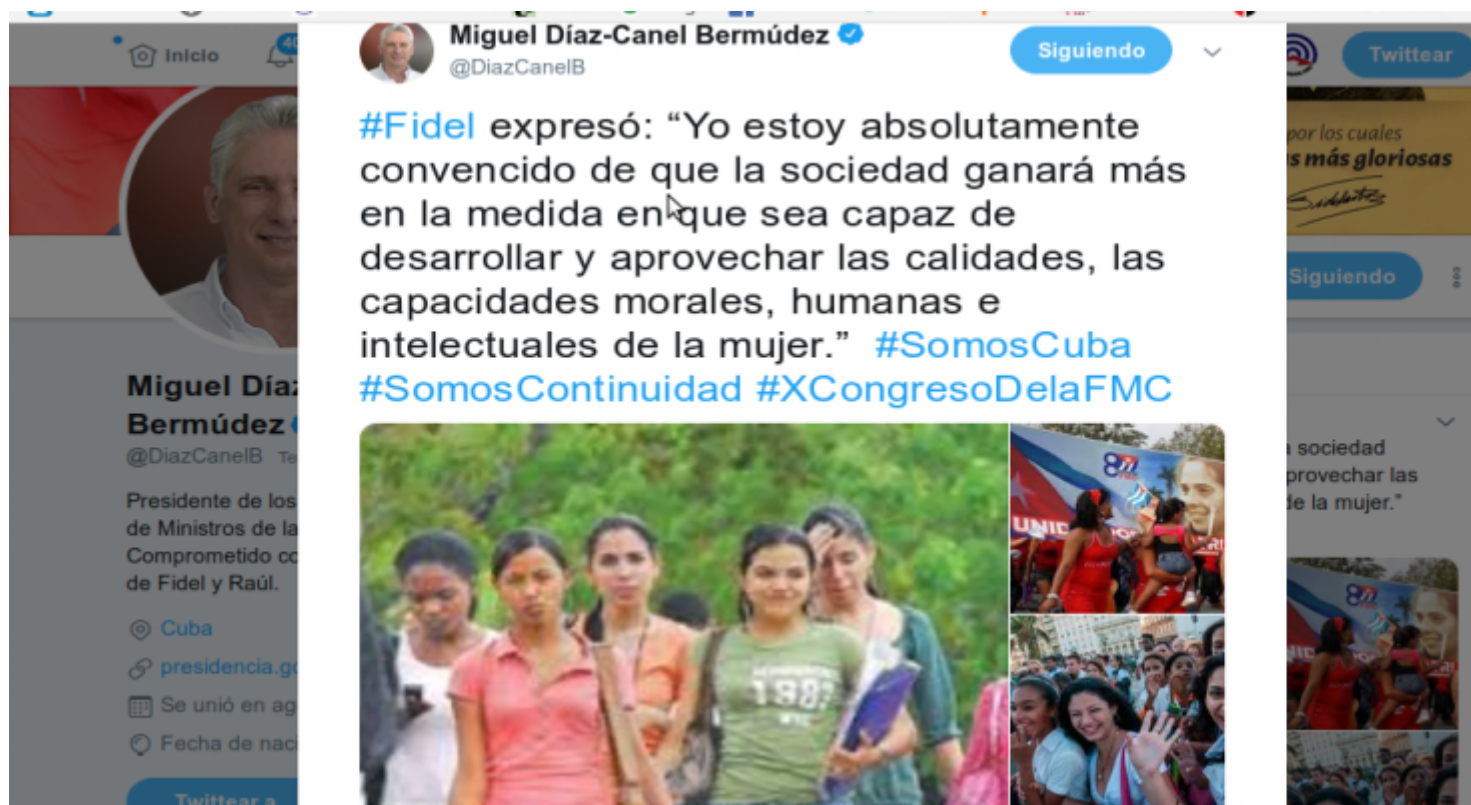 Inicio
Miguel Díaz-Canel Bermúdez
@DiazCanelB
Siguiendo
Twittear
#Fidel expresó: “Yo estoy absolutamente
convencido de que la sociedad ganará más
en la medida en que sea capaz de
desarrollar y aprovechar las calidades, las
capacidades morales, humanas e
intelectuales de la mujer.” #SomosCuba
#SomosContinuidad #XCongresoDelaFMC
por los cuales
s más gloriosas
Siguiendo
Miguel Díaz
Bermúdez
@DiazCanelB Te
Presidente de los
de Ministros de la
Comprometido co
de Fidel y Raúl.
Cuba
presidencia.go
Se unió en ag
Fecha de naci
Twittear a
a sociedad
provechar las
de la mujer.”
1987
UNID